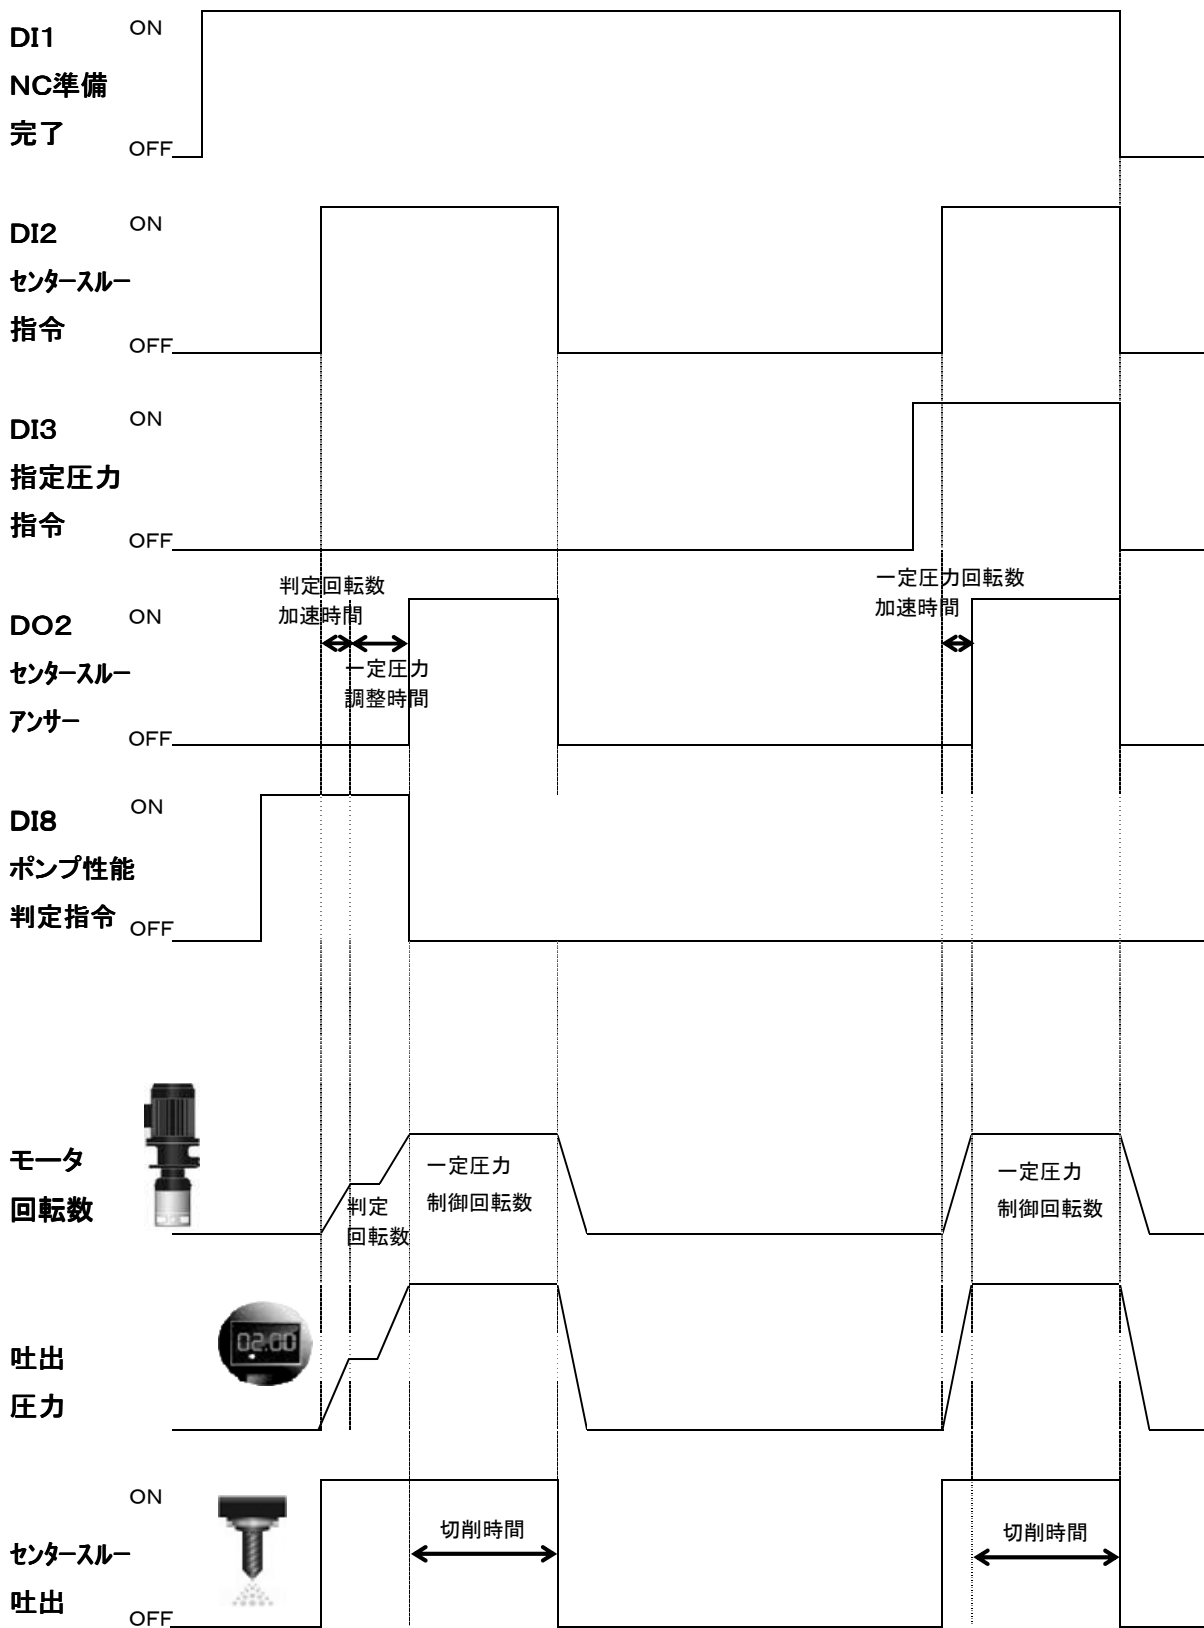 DI1
NC準備
完了
ON
OFF
DI2
センタースルー
指令
ON
OFF
DI3
指定圧力
指令
ON
OFF
判定回転数
加速時間
一定圧力
調整時間
一定圧力回転数
加速時間
DO2
センタースルー
アンサー
ON
OFF
DI8
ポンプ性能
判定指令
ON
OFF
モータ
回転数
判定
回転数
一定圧力
制御回転数
一定圧力
制御回転数
吐出
圧力
02.00
センタースルー
吐出
ON
OFF
切削時間
切削時間